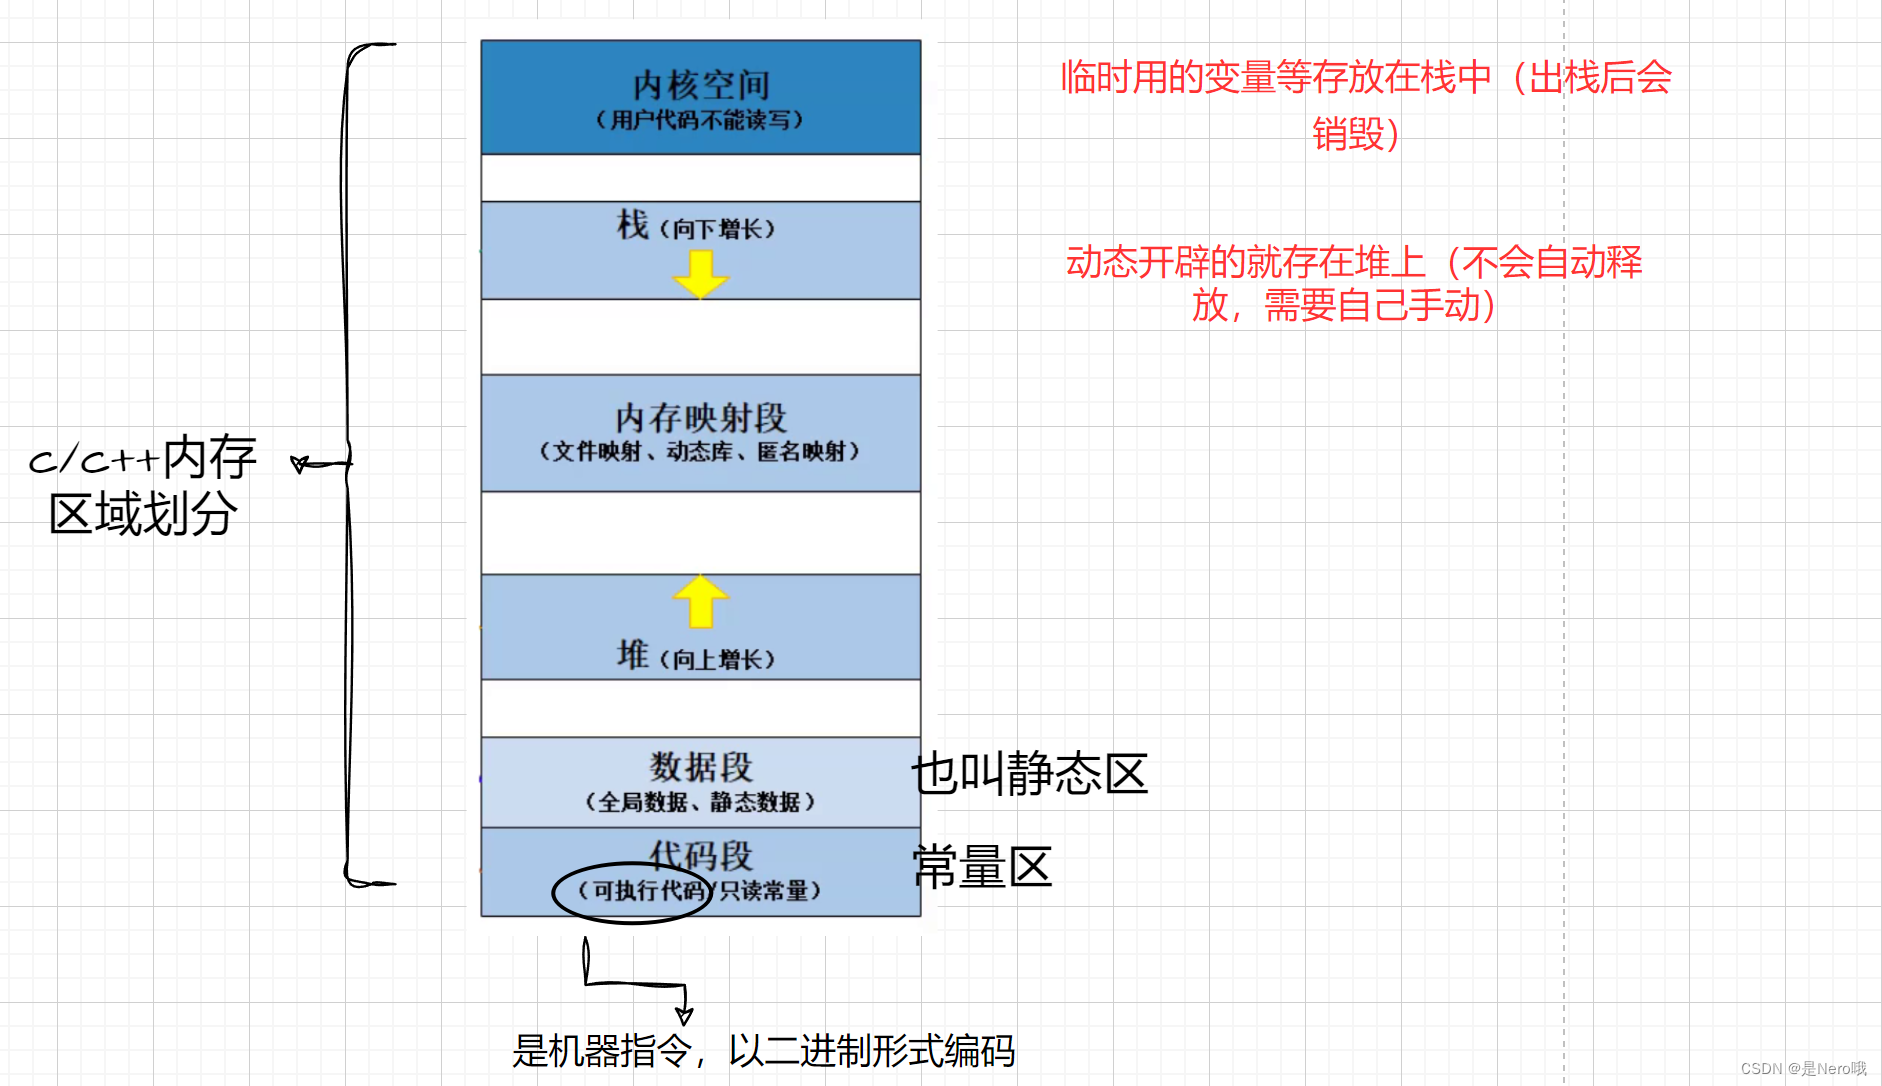 内核空间
（用户代码不能读写）
栈（向下增长）
内存映射段
（文件映射、动态库、匿名映射）
堆（向上增长）
数据段
（全局数据、静态数据）
代码段
（可执行代码/只读常量）
c/c++内存
区域划分
临时用的变量等存放在栈中（出栈后会
销毁）
动态开辟的就存在堆上（不会自动释
放，需要自己手动）
也叫静态区
常量区
是机器指令，以二进制形式编码
CSDN @是Nero哦